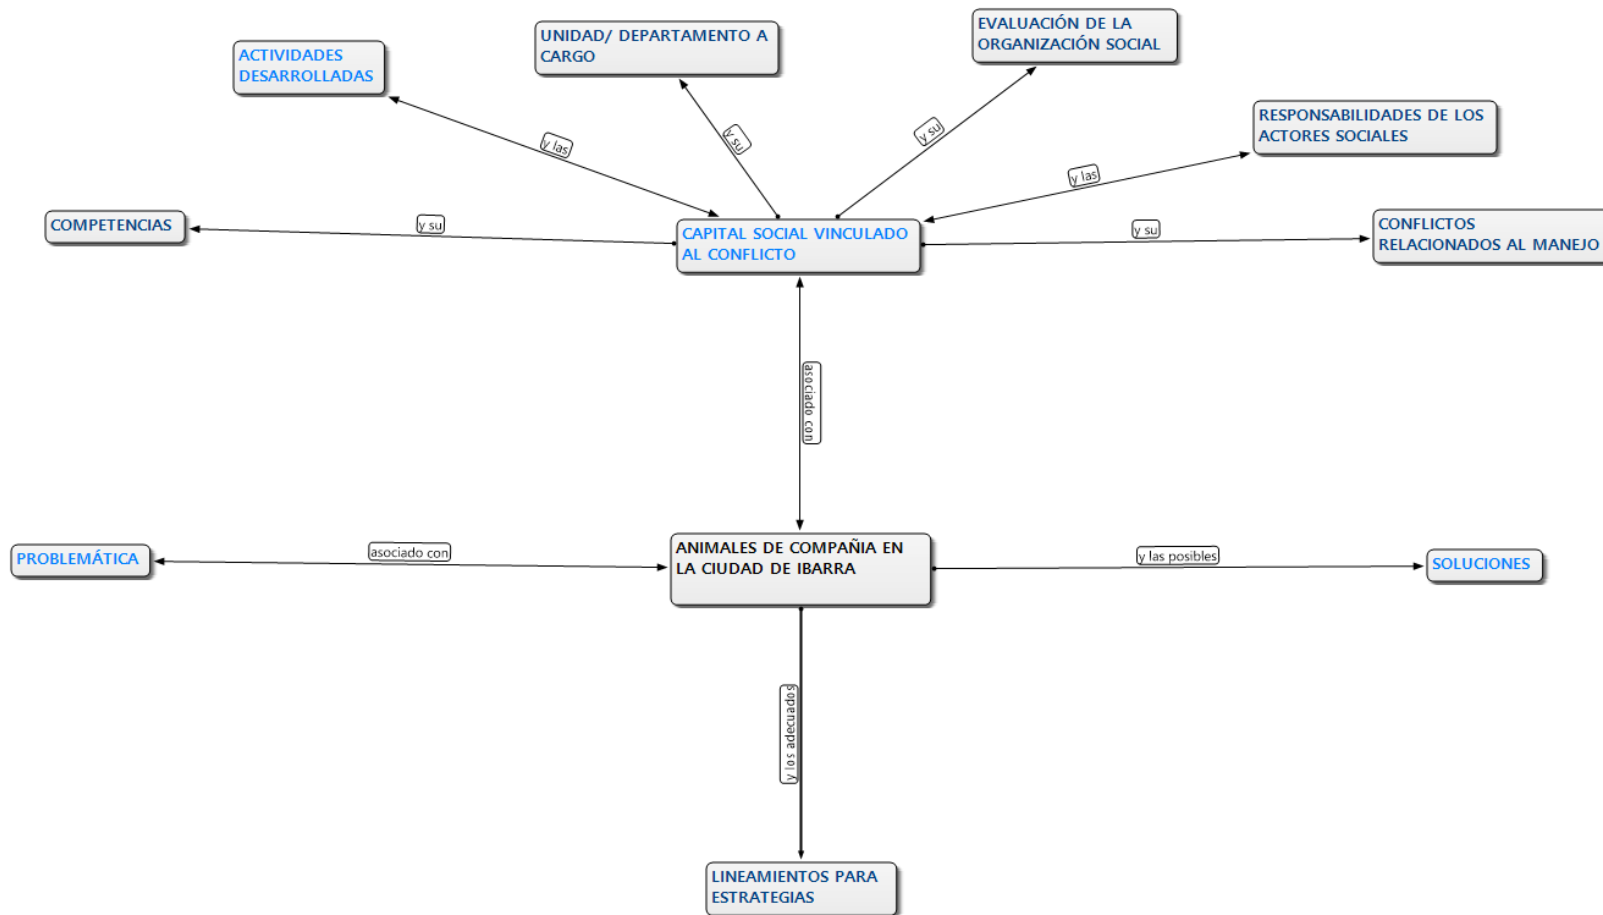 EVALUACIÓN DE LA
ORGANIZACIÓN SOCIAL
UNIDAD/ DEPARTAMENTO A
CARGO
ACTIVIDADES
DESARROLLADAS
RESPONSABILIDADES DE LOS
ACTORES SOCIALES
y las
y su
y su
y las
COMPETENCIAS
y su
CAPITAL SOCIAL VINCULADO
AL CONFLICTO
y su
CONFLICTOS
RELACIONADOS AL MANEJO
asociado con
PROBLEMÁTICA
asociado con
ANIMALES DE COMPAÑIA EN
LA CIUDAD DE IBARRA
y las posibles
SOLUCIONES
y los adecuados
LINEAMIENTOS PARA
ESTRATEGIAS